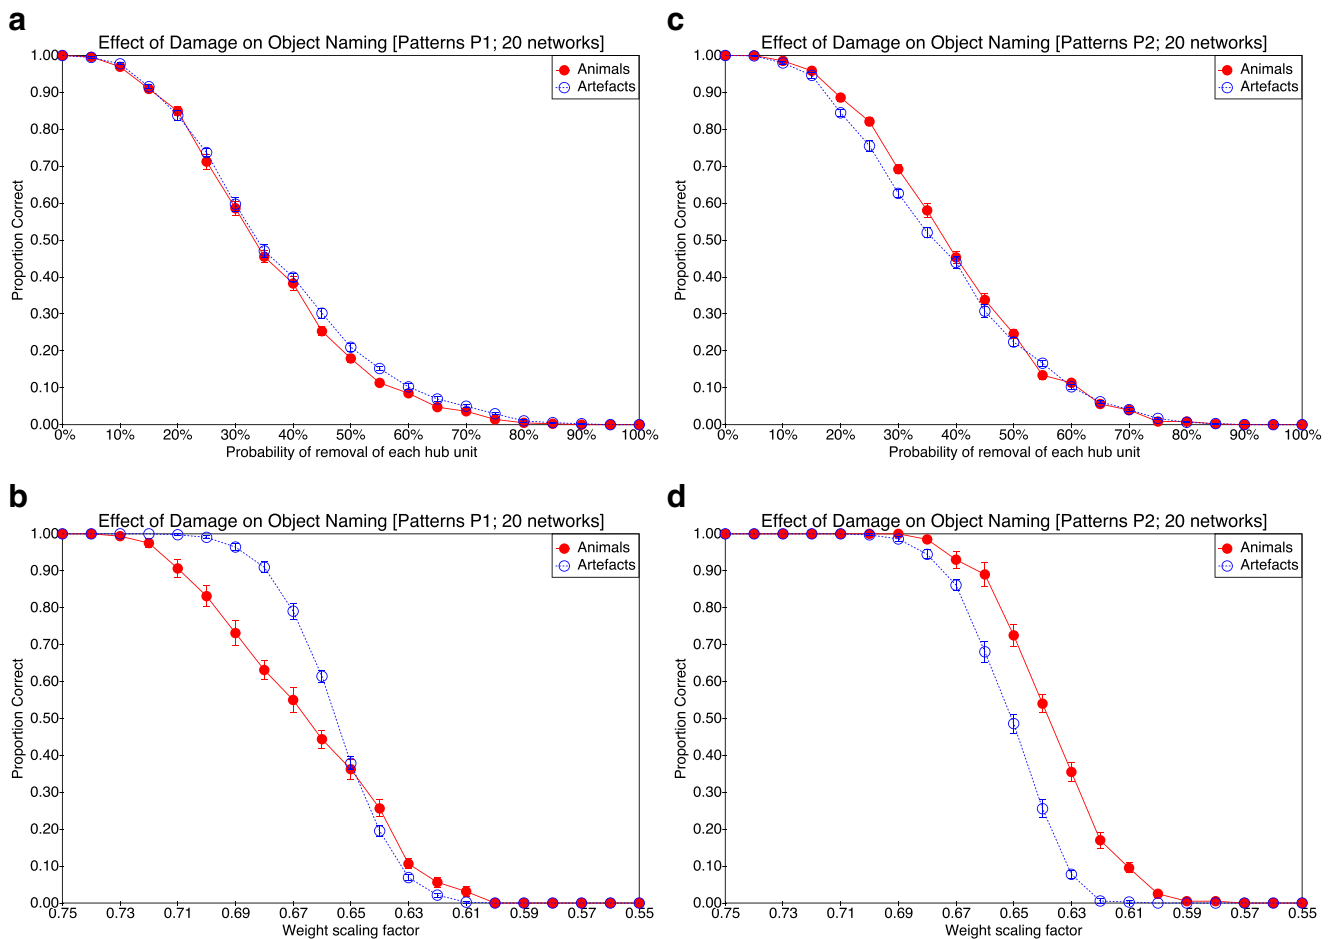 a
Effect of Damage on Object Naming [Patterns P1; 20 networks]
Animals
Artefacts
Proportion Correct
1.00
0.90
0.80
0.70
0.60
0.50
0.40
0.30
0.20
0.10
0.00
0% 10% 20% 30% 40% 50% 60% 70% 80% 90% 100%
Probability of removal of each hub unit
c
Effect of Damage on Object Naming [Patterns P2; 20 networks]
Animals
Artefacts
Proportion Correct
1.00
0.90
0.80
0.70
0.60
0.50
0.40
0.30
0.20
0.10
0.00
0% 10% 20% 30% 40% 50% 60% 70% 80% 90% 100%
Probability of removal of each hub unit
b
Effect of Damage on Object Naming [Patterns P1; 20 networks]
Animals
Artefacts
Proportion Correct
1.00
0.90
0.80
0.70
0.60
0.50
0.40
0.30
0.20
0.10
0.00
0.75 0.73 0.71 0.69 0.67 0.65 0.63 0.61 0.59 0.57 0.55
Weight scaling factor
d
Effect of Damage on Object Naming [Patterns P2; 20 networks]
Animals
Artefacts
Proportion Correct
1.00
0.90
0.80
0.70
0.60
0.50
0.40
0.30
0.20
0.10
0.00
0.75 0.73 0.71 0.69 0.67 0.65 0.63 0.61 0.59 0.57 0.55
Weight scaling factor